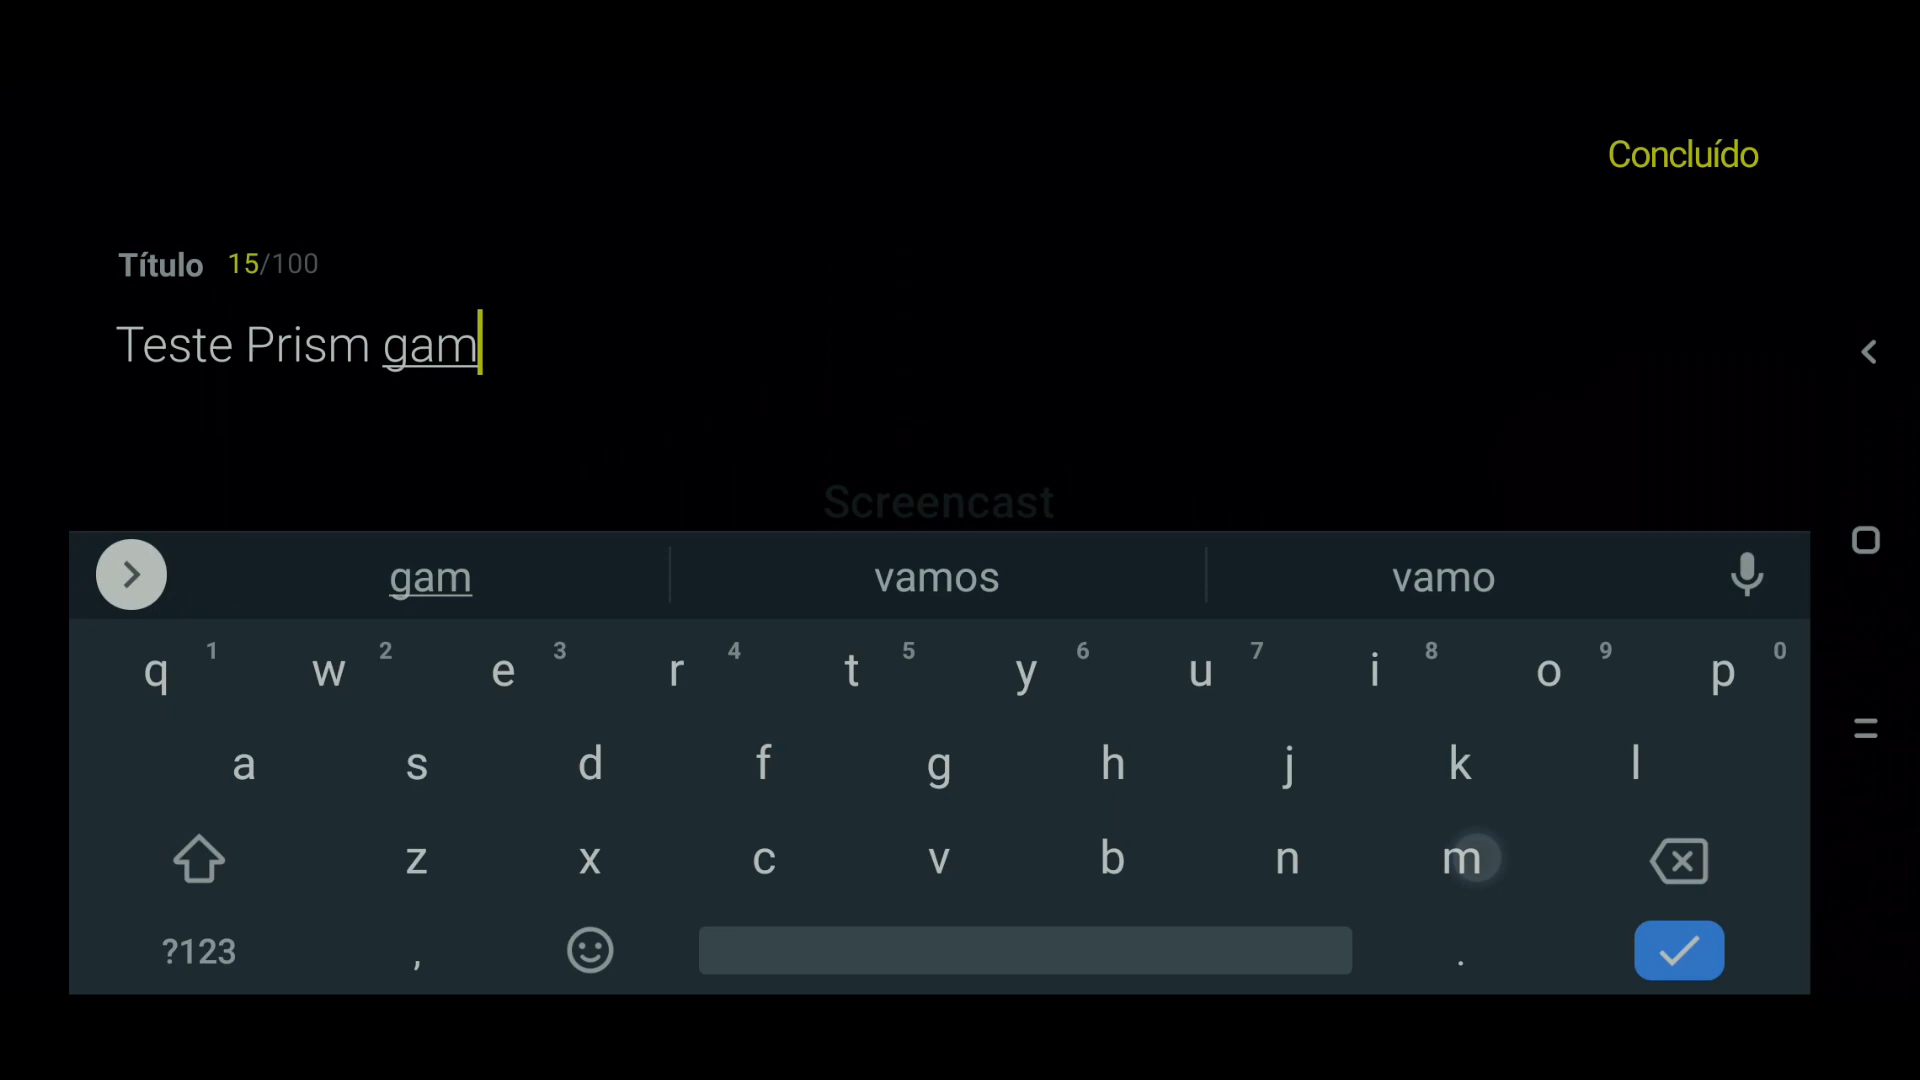 Concluído
Título 15/100
Teste Prism gam
Screencast
gam vamos vamo
q 1 w 2 e 3 r 4 t 5 y 6 u 7 i 8 o 9 p 0
a s d f g h j k l
z x c v b n m
?123 , .